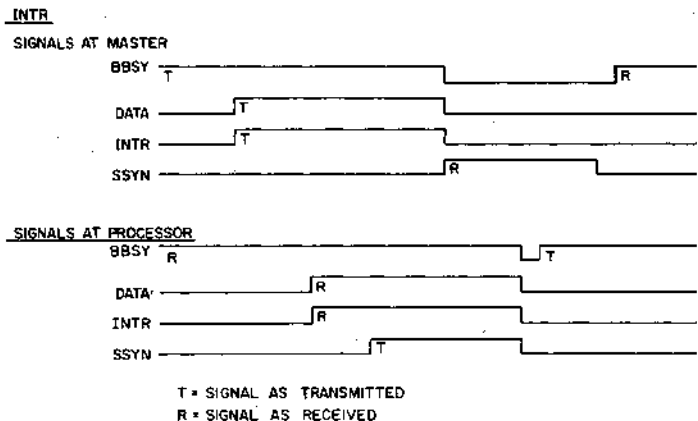 INTR
SIGNALS AT MASTER
BBSY T R
DATA T
INTR T
SSYN R
SIGNALS AT PROCESSOR
BBSY R T
DATA R
INTR R
SSYN T
T = SIGNAL AS TRANSMITTED
R = SIGNAL AS RECEIVED